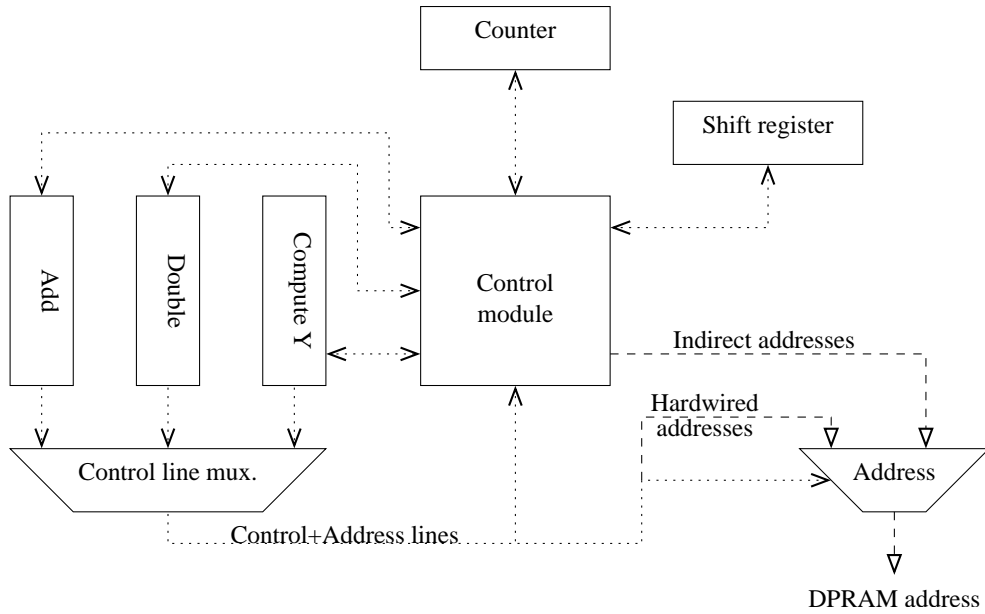 Counter
Shift register
Add
Double
Compute Y
Control
module
Indirect addresses
Hardwired
addresses
Control line mux.
Address
Control+Address lines
DPRAM address